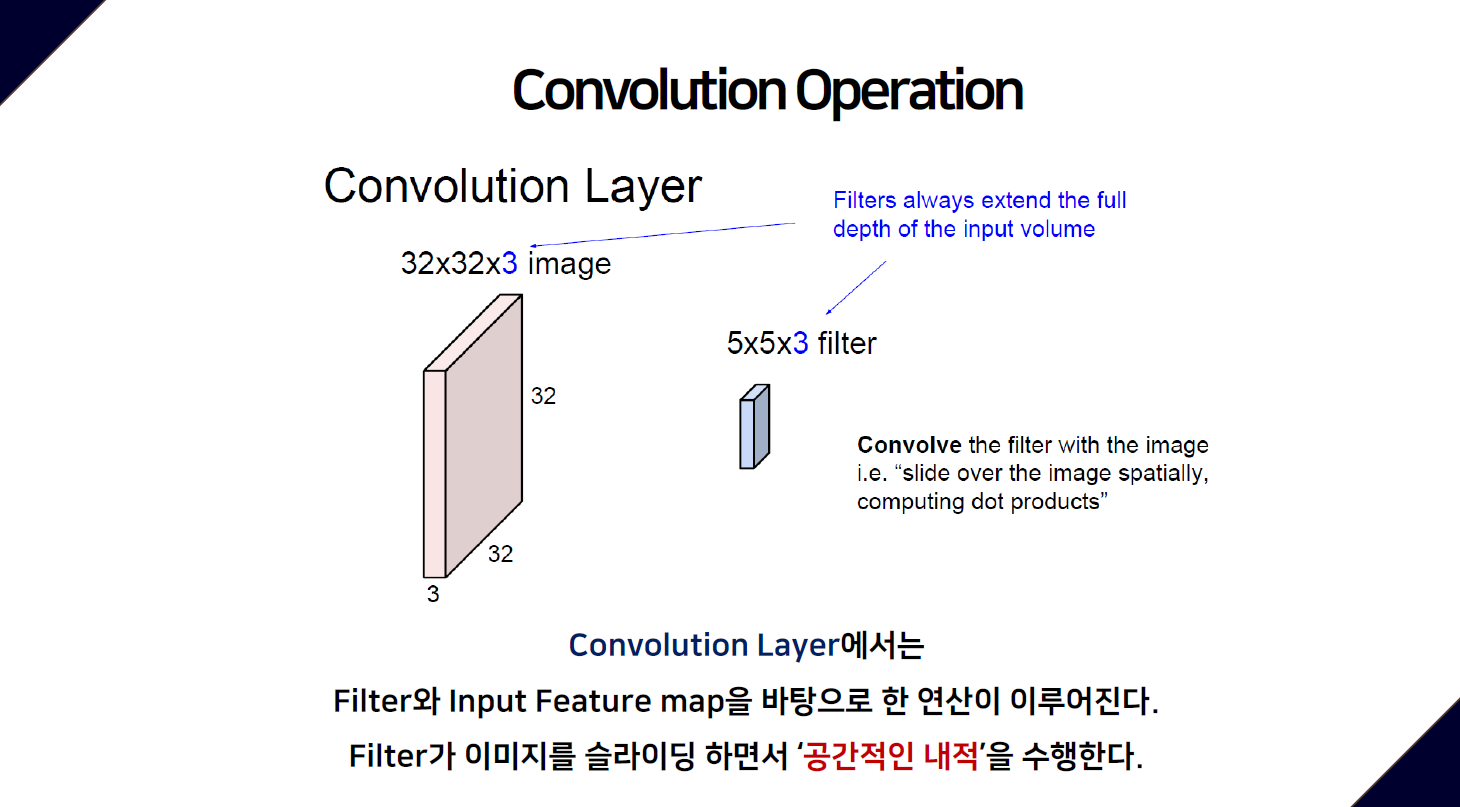 Convolution Operation
Convolution Layer
Filters always extend the full
depth of the input volume
32x32x3 image
5x5x3 filter
32
Convolve the filter with the image
i.e. “slide over the image spatially,
computing dot products”
32
3
Convolution Layer에서는
Filter와 Input Feature map을 바탕으로 한 연산이 이루어진다.
Filter가 이미지를 슬라이딩 하면서 ‘공간적인 내적’을 수행한다.